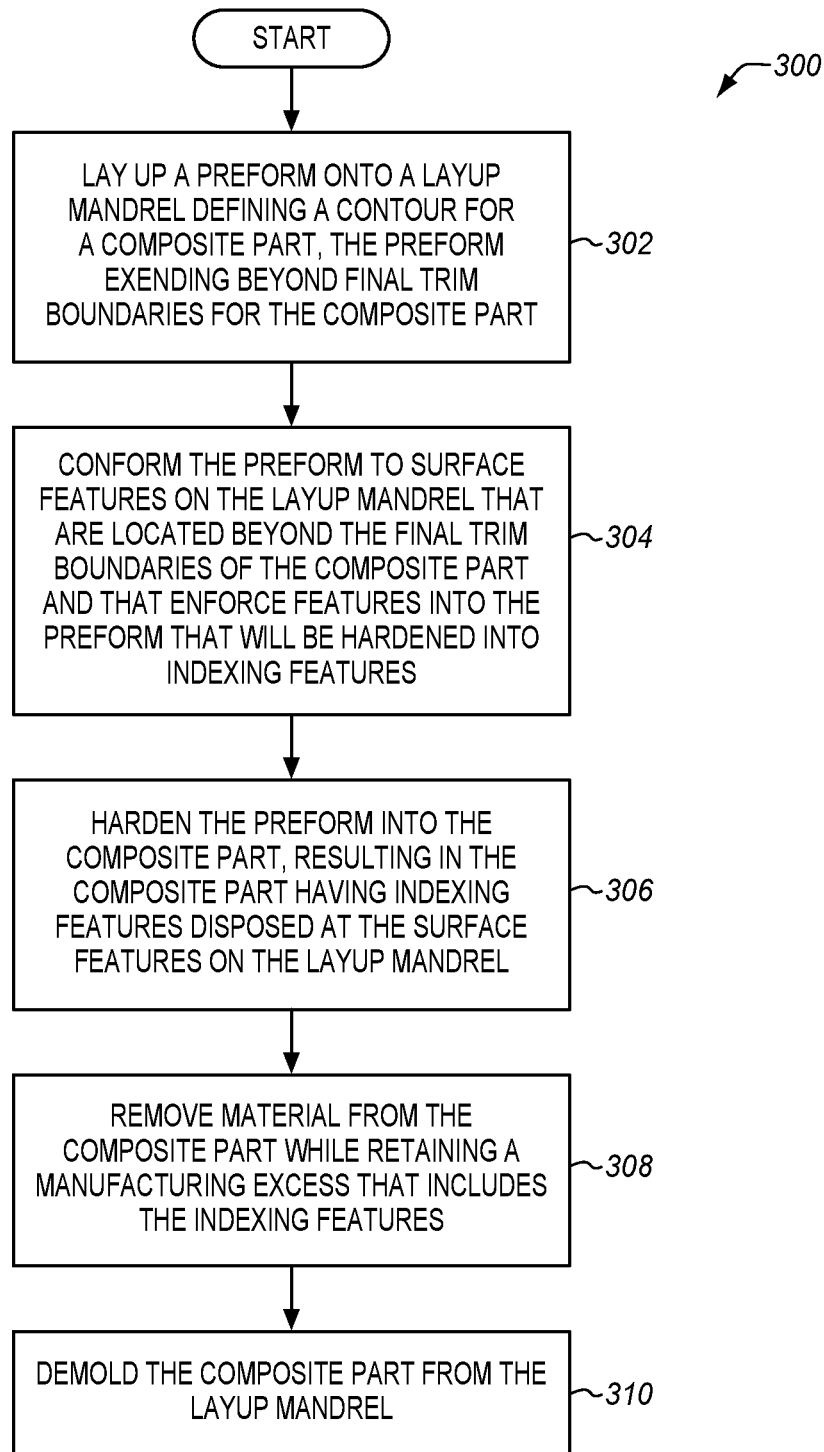 START
300
LAY UP A PREFORM ONTO A LAYUP
MANDREL DEFINING A CONTOUR FOR
A COMPOSITE PART, THE PREFORM
EXENDING BEYOND FINAL TRIM
BOUNDARIES FOR THE COMPOSITE PART
302
CONFORM THE PREFORM TO SURFACE
FEATURES ON THE LAYUP MANDREL THAT
ARE LOCATED BEYOND THE FINAL TRIM
BOUNDARIES OF THE COMPOSITE PART
AND THAT ENFORCE FEATURES INTO THE
PREFORM THAT WILL BE HARDENED INTO
INDEXING FEATURES
304
HARDEN THE PREFORM INTO THE
COMPOSITE PART, RESULTING IN THE
COMPOSITE PART HAVING INDEXING
FEATURES DISPOSED AT THE SURFACE
FEATURES ON THE LAYUP MANDREL
306
REMOVE MATERIAL FROM THE
COMPOSITE PART WHILE RETAINING A
MANUFACTURING EXCESS THAT INCLUDES
THE INDEXING FEATURES
308
DEMOLD THE COMPOSITE PART FROM THE
LAYUP MANDREL
310